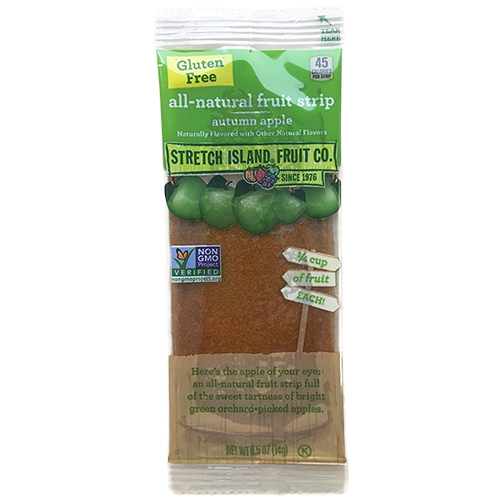 TEAR
HERE
Gluten
Free
45
CALORIES
PER STRIP
all-natural fruit strip
autumn apple
Naturally Flavored with Other Natural Flavors
STRETCH ISLAND FRUIT CO.
SINCE 1976
NON
GMO
Project
VERIFIED
nongmoproject.org
¼ cup
of fruit
EACH!
Here's the apple of your eye:
an all-natural fruit strip full
of the sweet tartness of bright
green orchard-picked apples.
NET WT 0.5 OZ (14g)
K